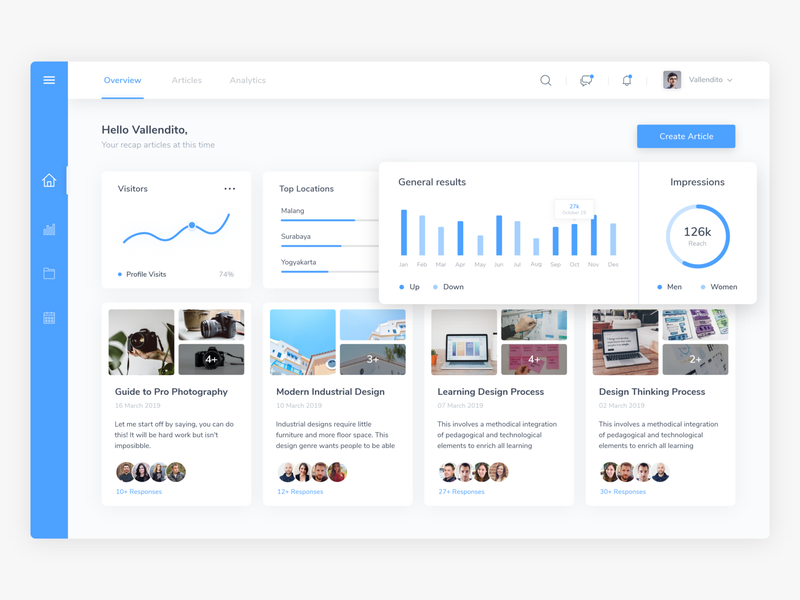 Overview
Articles
Analytics
Vallendito
Hello Vallendito,
Your recap articles at this time
Create Article
Visitors
Profile Visits
74%
Top Locations
Malang
Surabaya
Yogyakarta
General results
27k
October 18
Jan Feb Mar Apr May Jun Jul Aug Sep Oct Nov Des
Up
Down
Impressions
126k
Reach
Men
Women
4+
Guide to Pro Photography
16 March 2019
Let me start off by saying, you can do
this! It will be hard work but isn't
imposibble.
10+ Responses
3+
Modern Industrial Design
10 March 2019
Industrial designs require little
furniture and more floor space. This
design genre wants people to be able
12+ Responses
4+
Learning Design Process
07 March 2019
This involves a methodical integration
of pedagogical and technological
elements to enrich all learning
27+ Responses
2+
Design Thinking Process
02 March 2019
This involves a methodical integration
of pedagogical and technological
elements to enrich all learning
30+ Responses